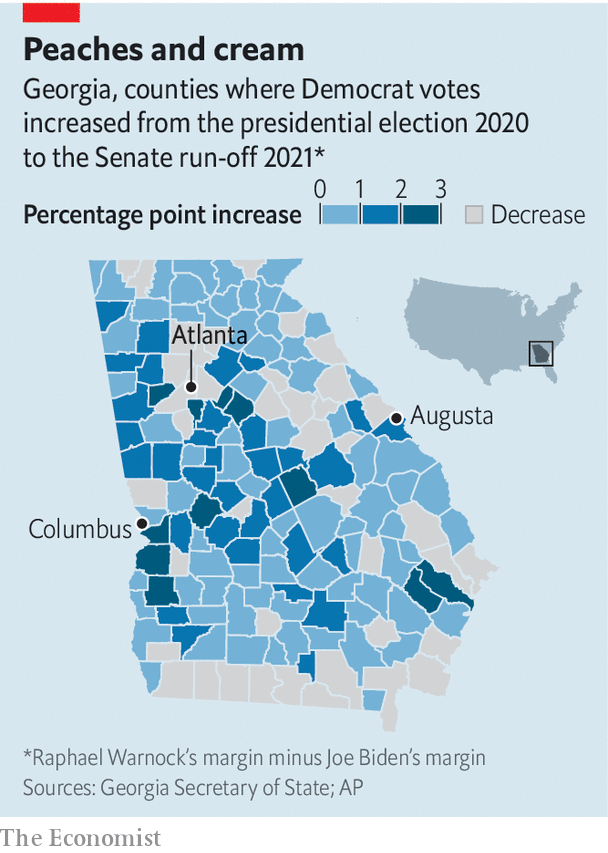 Peaches and cream
Georgia, counties where Democrat votes
increased from the presidential election 2020
to the Senate run-off 2021*
0 1 2 3
Percentage point increase Decrease
Atlanta
Augusta
Columbus
*Raphael Warnock’s margin minus Joe Biden’s margin
Sources: Georgia Secretary of State; AP
The Economist